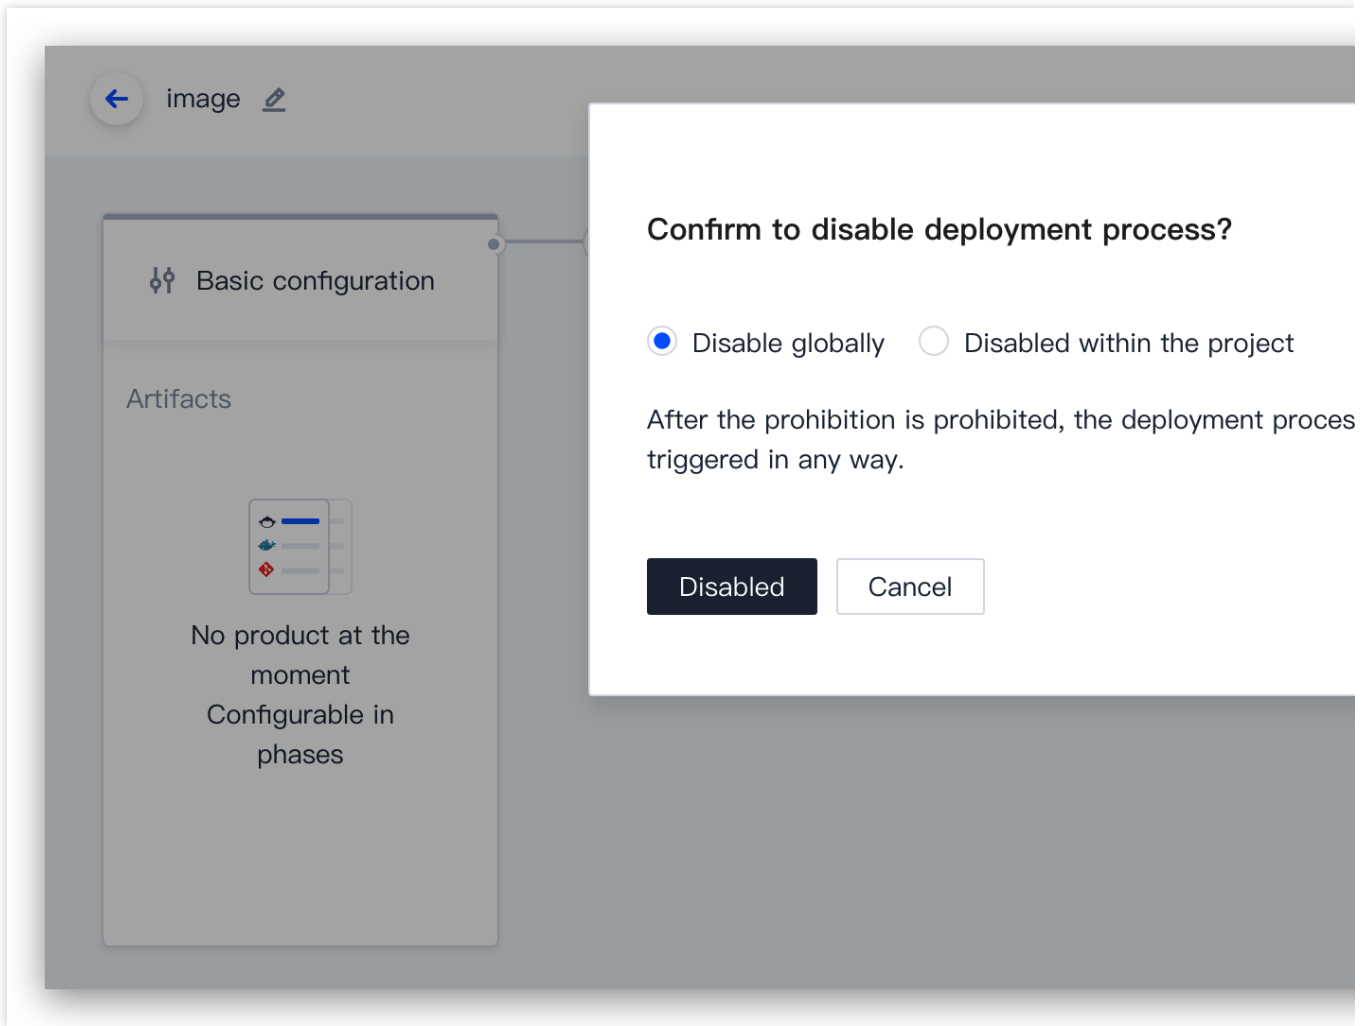 image
Basic configuration
Artifacts
No product at the
moment
Configurable in
phases
Confirm to disable deployment process?
Disable globally Disabled within the project
After the prohibition is prohibited, the deployment proces
triggered in any way.
Disabled Cancel